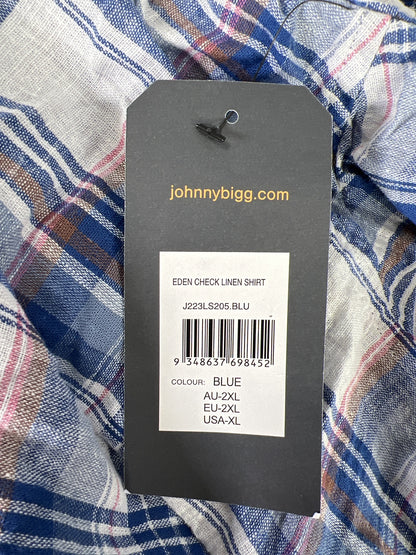 johnnybigg.com
EDEN CHECK LINEN SHIRT
J223LS205.BLU
9 348637 698452
COLOUR: BLUE
AU-2XL
EU-2XL
USA-XL